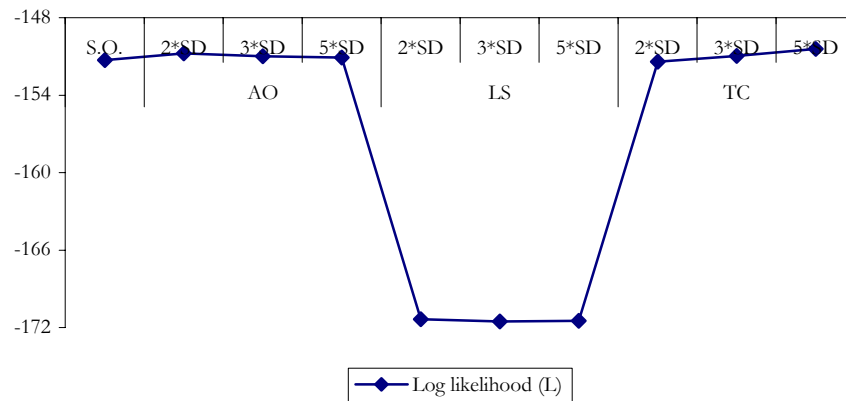 -148
S.O. 2*SD 3*SD 5*SD 2*SD 3*SD 5*SD 2*SD 3*SD 5*SD
-154
AO LS TC
-160
-166
-172
Log likelihood (L)